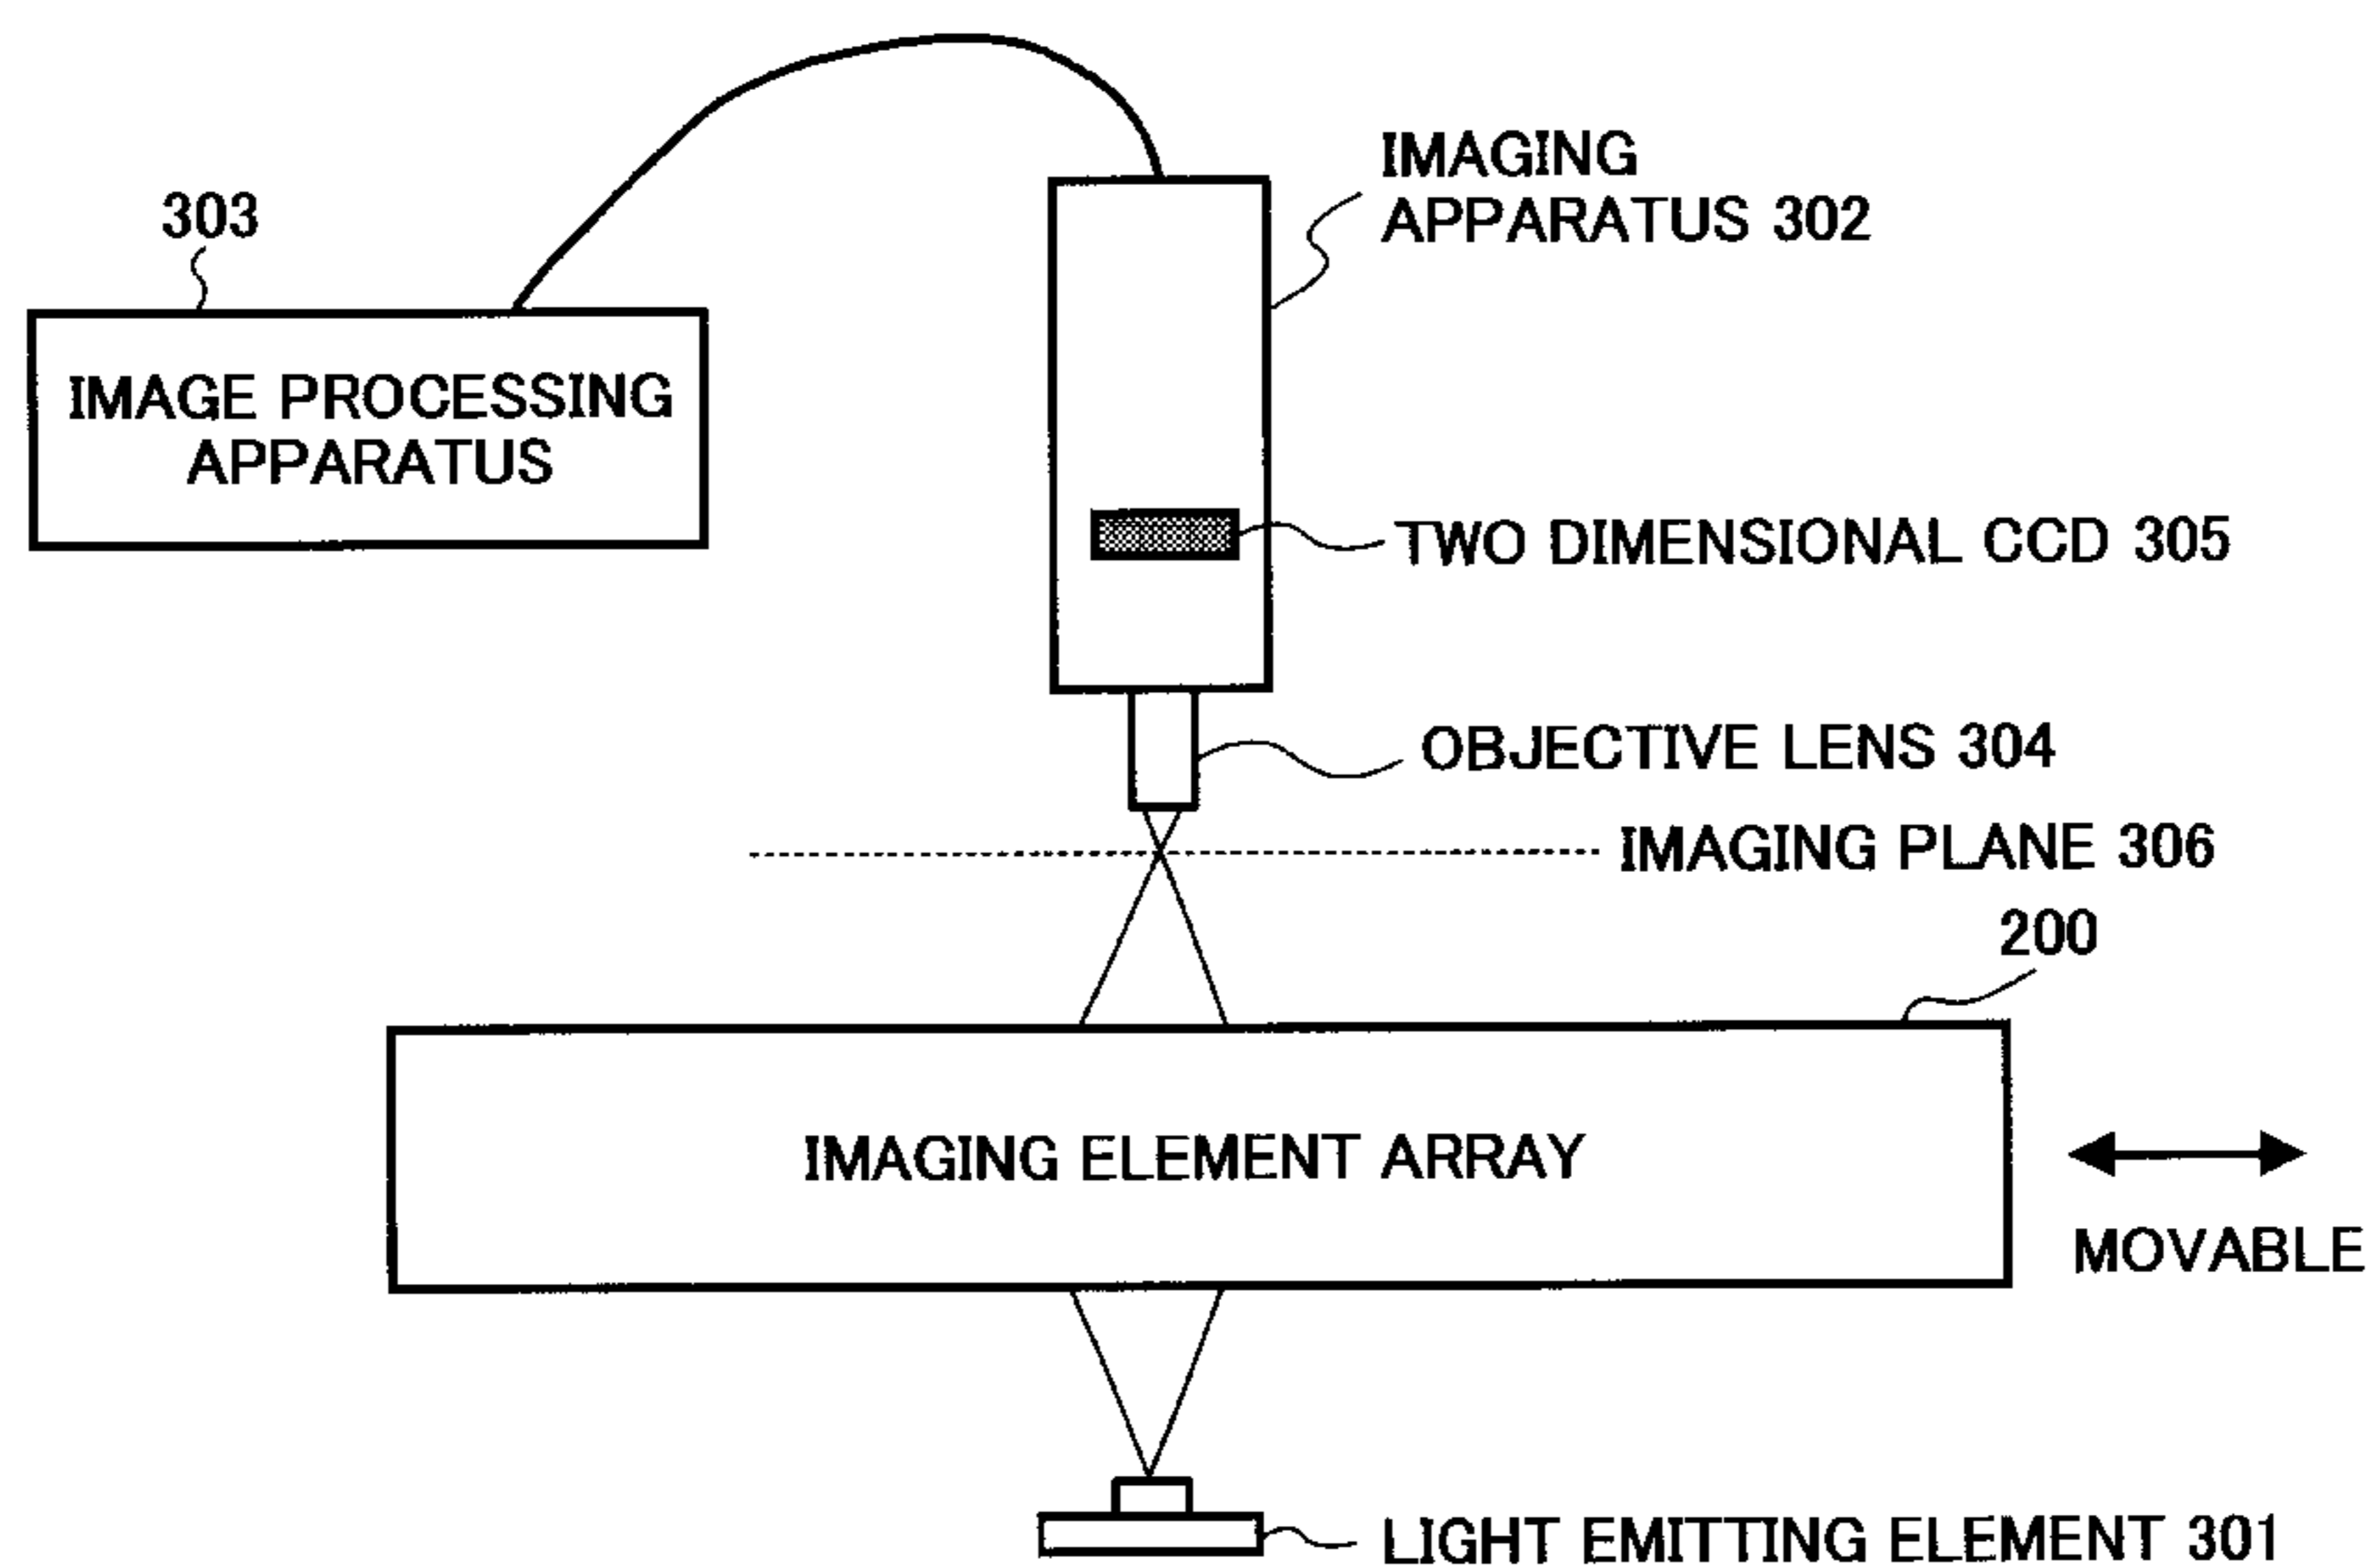 IMAGING
APPARATUS 302
303
IMAGE PROCESSING
APPARATUS
TWO DIMENSIONAL CCD 305
OBJECTIVE LENS 304
IMAGING PLANE 306
200
IMAGING ELEMENT ARRAY
MOVABLE
LIGHT EMITTING ELEMENT 301